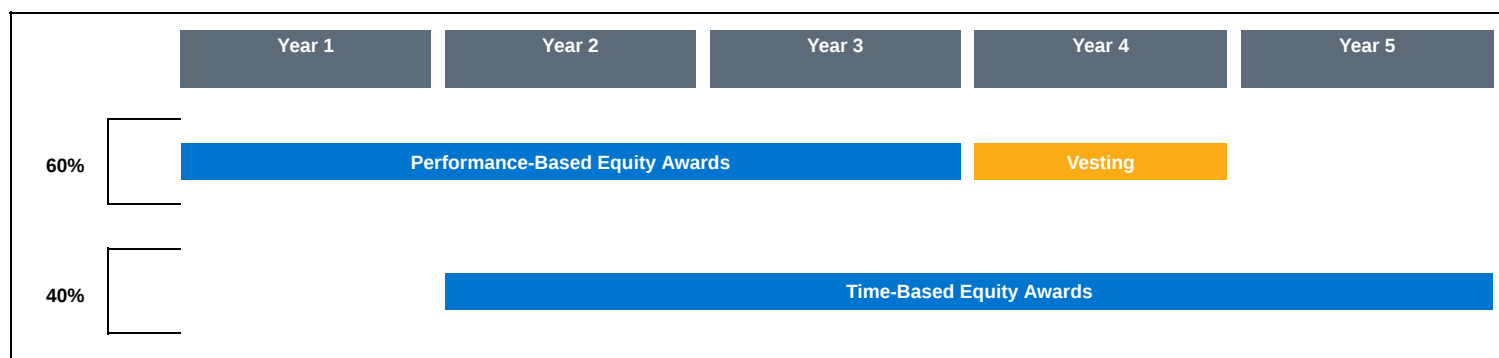 Year 1 Year 2 Year 3 Year 4 Year 5
60% Performance-Based Equity Awards Vesting
40% Time-Based Equity Awards